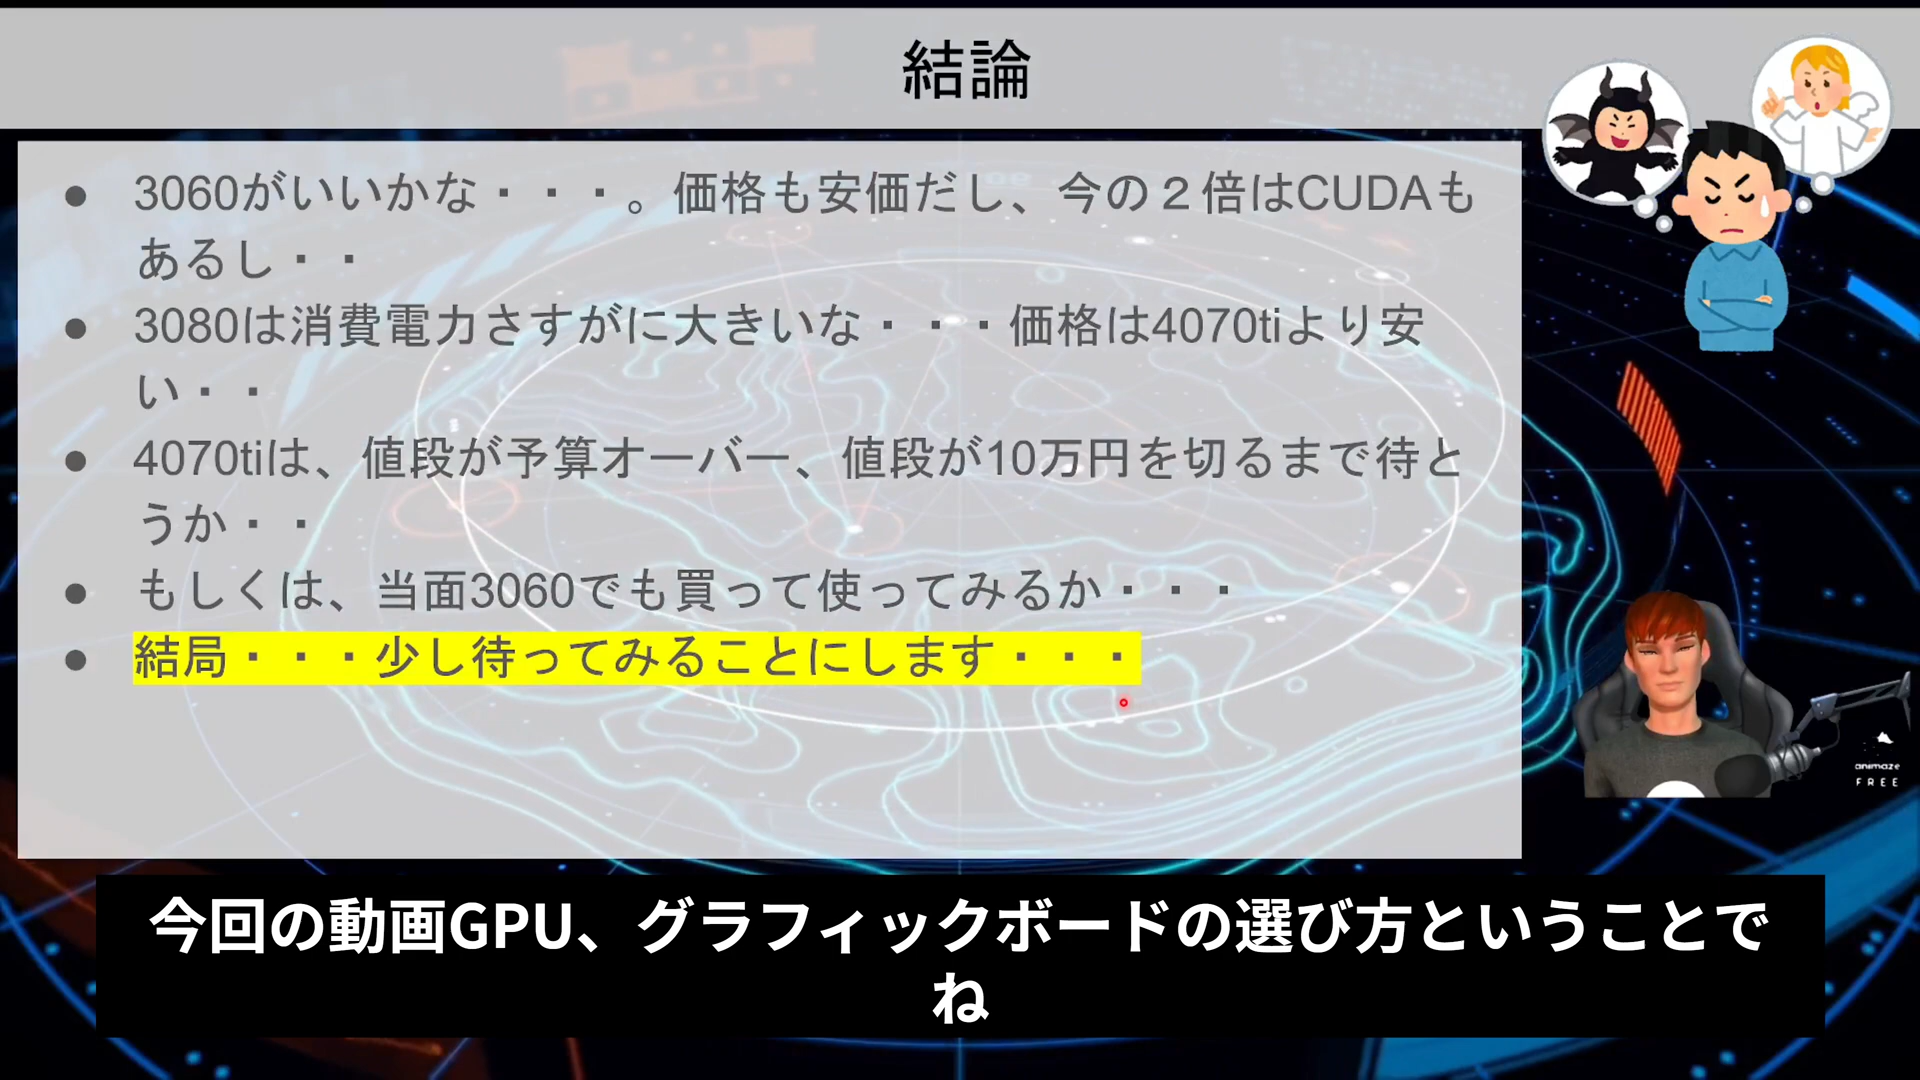 結論
● 3060がいいかな・・・。価格も安価だし、今の２倍はCUDAも
あるし・・
● 3080は消費電力さすがに大きいな・・・価格は4070tiより安
い・・
● 4070tiは、値段が予算オーバー、値段が10万円を切るまで待と
うか・・
● もしくは、当面3060でも買って使ってみるか・・・
● 結局・・・少し待ってみることにします・・・
animaze
FREE
今回の動画GPU、グラフィックボードの選び方ということで
ね